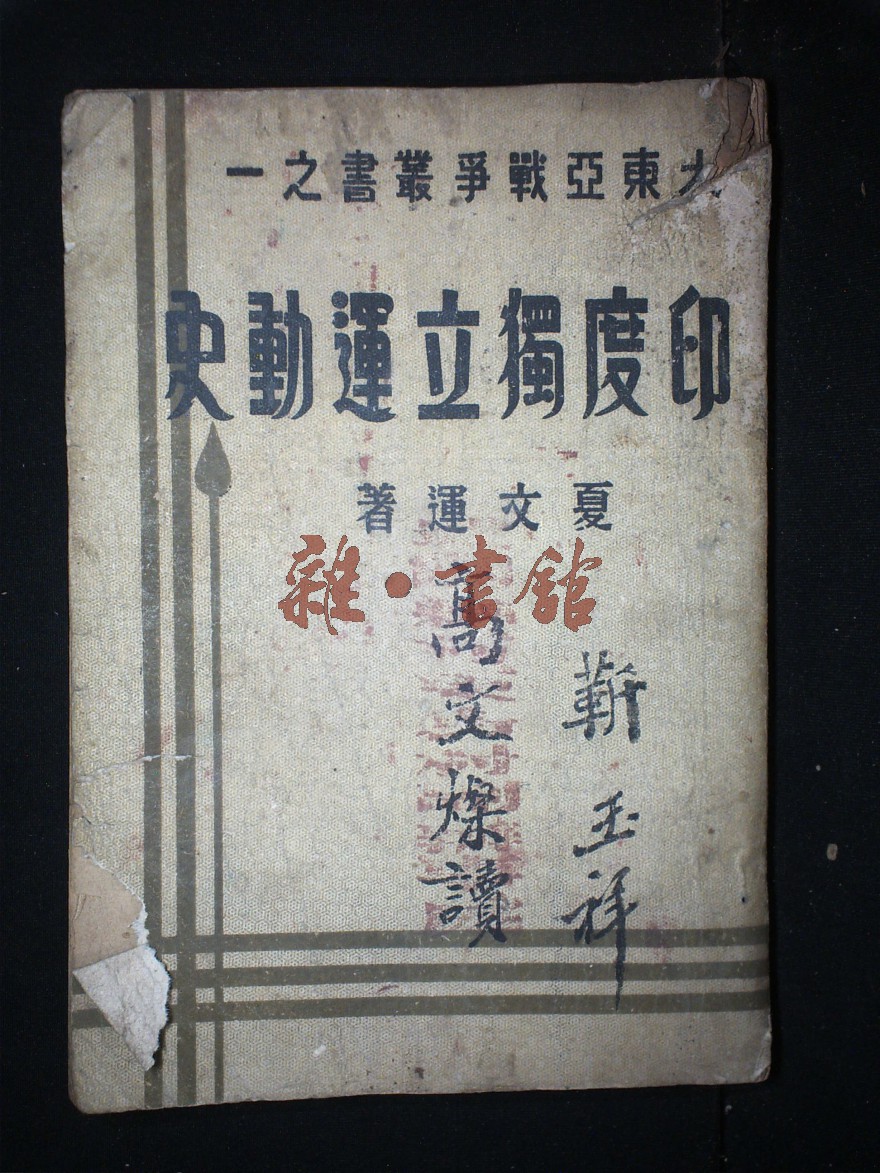 大東亞戰爭叢書之一
印度獨立運動史
夏文運著
雜·書舘
靳玉祥
高文燦讀